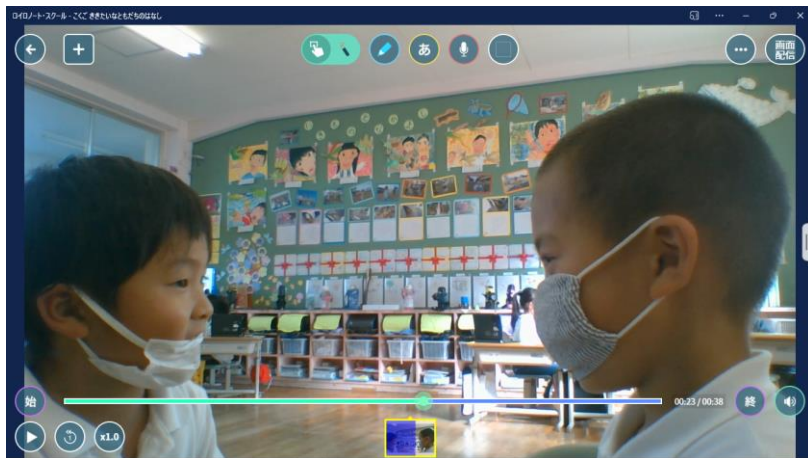 ロイロノート・スクール - こくご ききたいなともだちのはなし
あ
画面
配信
始
00:23 / 00:38
終
x1.0